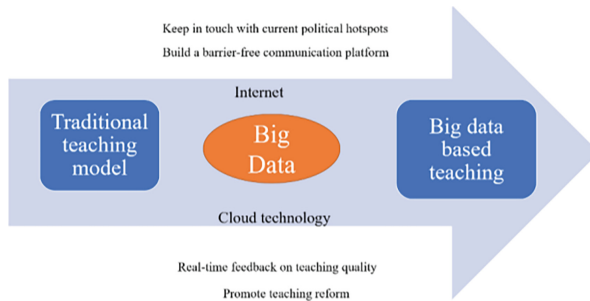 Keep in touch with current political hotspots
Build a barrier-free communication platform
Internet
Traditional
teaching
model
Big
Data
Big data
based
teaching
Cloud technology
Real-time feedback on teaching quality
Promote teaching reform